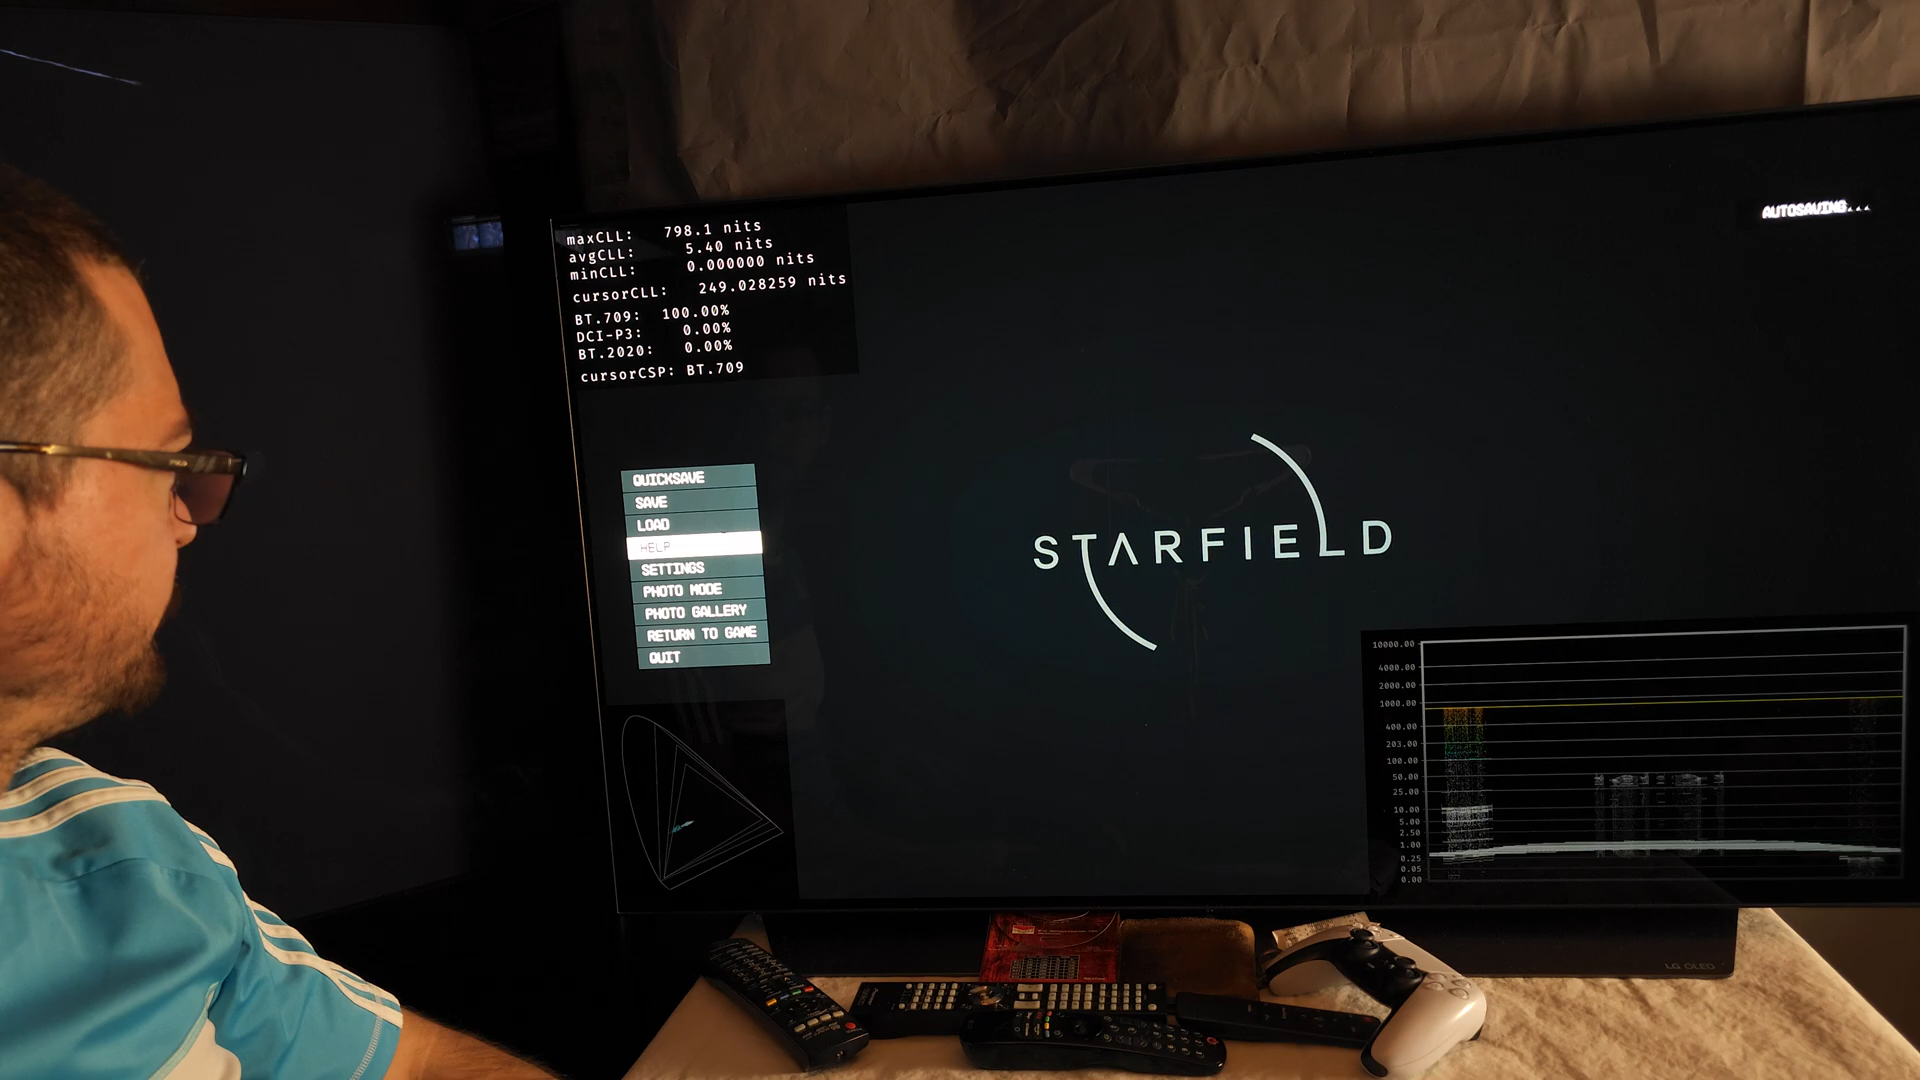 maxCLL: 798.1 nits
avgCLL: 5.40 nits
minCLL: 0.000000 nits
cursorCLL: 249.028259 nits
BT.709: 100.00%
DCI-P3: 0.00%
BT.2020: 0.00%
cursorCSP: BT.709
AUTOSAVING...
QUICKSAVE
SAVE
LOAD
HELP
SETTINGS
PHOTO MODE
PHOTO GALLERY
RETURN TO GAME
QUIT
STARFIELD
10000.00
4000.00
2000.00
1000.00
400.00
203.00
100.00
50.00
25.00
10.00
5.00
2.50
1.00
0.25
0.05
0.00
LG OLED